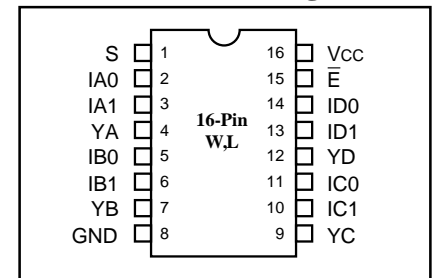 S 1 16 Vcc
IA0 2 15 E̅
IA1 3 14 ID0
YA 4 16-Pin 13 ID1
IB0 5 W,L 12 YD
IB1 6 11 IC0
YB 7 10 IC1
GND 8 9 YC